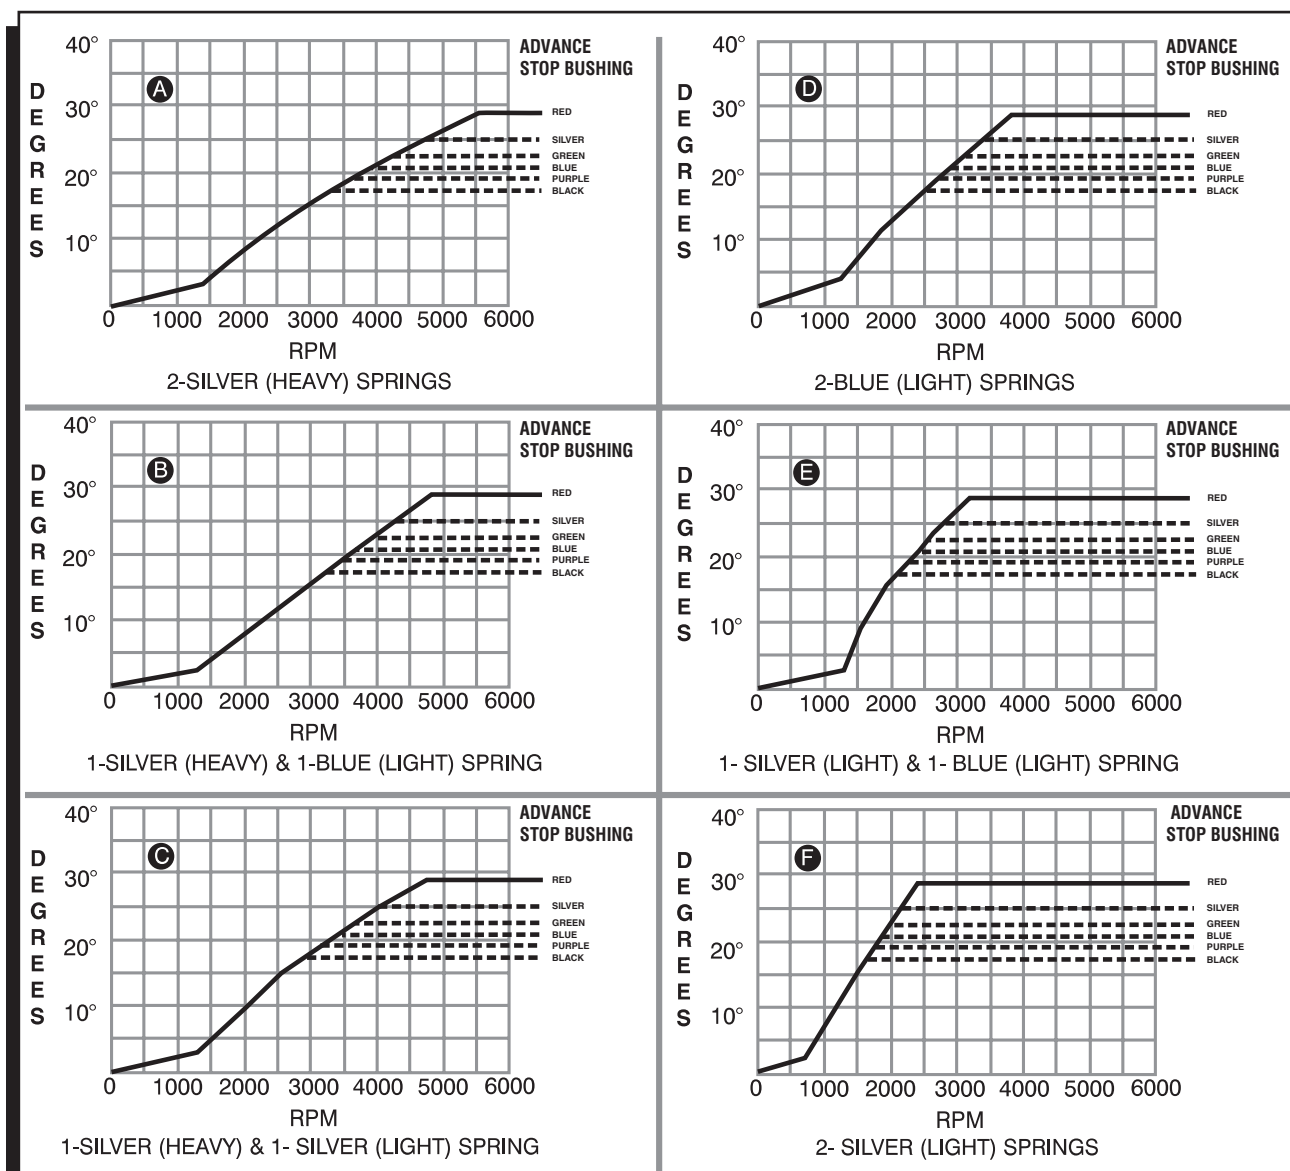 40°
30°
20°
10°
DEGREES
A
ADVANCE
STOP BUSHING
RED
SILVER
GREEN
BLUE
PURPLE
BLACK
0 1000 2000 3000 4000 5000 6000
RPM
2-SILVER (HEAVY) SPRINGS
40°
30°
20°
10°
DEGREES
D
ADVANCE
STOP BUSHING
RED
SILVER
GREEN
BLUE
PURPLE
BLACK
0 1000 2000 3000 4000 5000 6000
RPM
2-BLUE (LIGHT) SPRINGS
40°
30°
20°
10°
DEGREES
B
ADVANCE
STOP BUSHING
RED
SILVER
GREEN
BLUE
PURPLE
BLACK
0 1000 2000 3000 4000 5000 6000
RPM
1-SILVER (HEAVY) & 1-BLUE (LIGHT) SPRING
40°
30°
20°
10°
DEGREES
E
ADVANCE
STOP BUSHING
RED
SILVER
GREEN
BLUE
PURPLE
BLACK
0 1000 2000 3000 4000 5000 6000
RPM
1- SILVER (LIGHT) & 1- BLUE (LIGHT) SPRING
40°
30°
20°
10°
DEGREES
C
ADVANCE
STOP BUSHING
RED
SILVER
GREEN
BLUE
PURPLE
BLACK
0 1000 2000 3000 4000 5000 6000
RPM
1-SILVER (HEAVY) & 1- SILVER (LIGHT) SPRING
40°
30°
20°
10°
DEGREES
F
ADVANCE
STOP BUSHING
RED
SILVER
GREEN
BLUE
PURPLE
BLACK
0 1000 2000 3000 4000 5000 6000
RPM
2- SILVER (LIGHT) SPRINGS